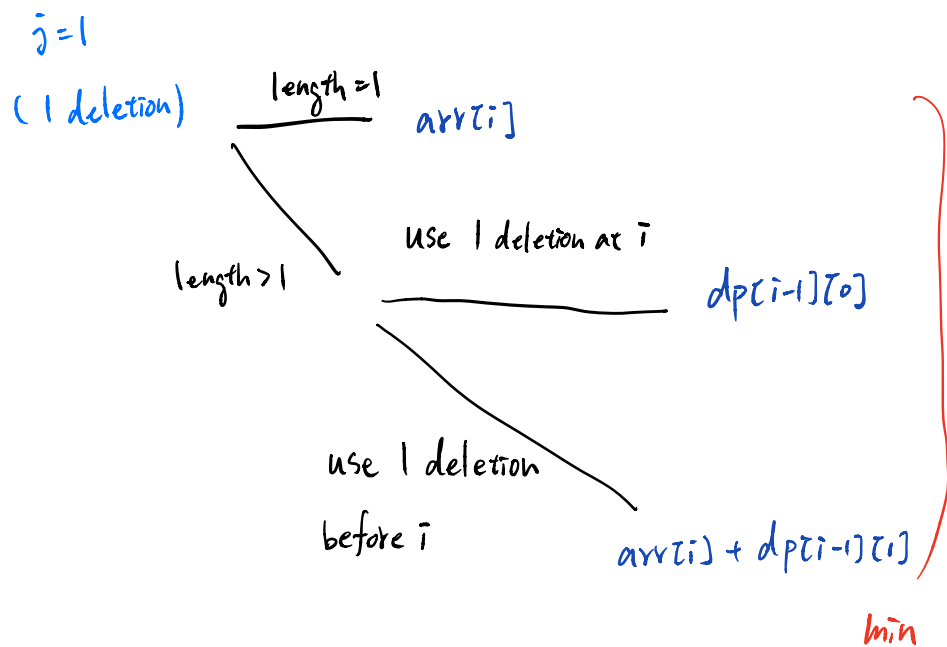 j=1
(1 deletion)
length=1
arr[i]
use 1 deletion at i
length>1
dp[i-1][0]
use 1 deletion
before i
arr[i] + dp[i-1][1]
min